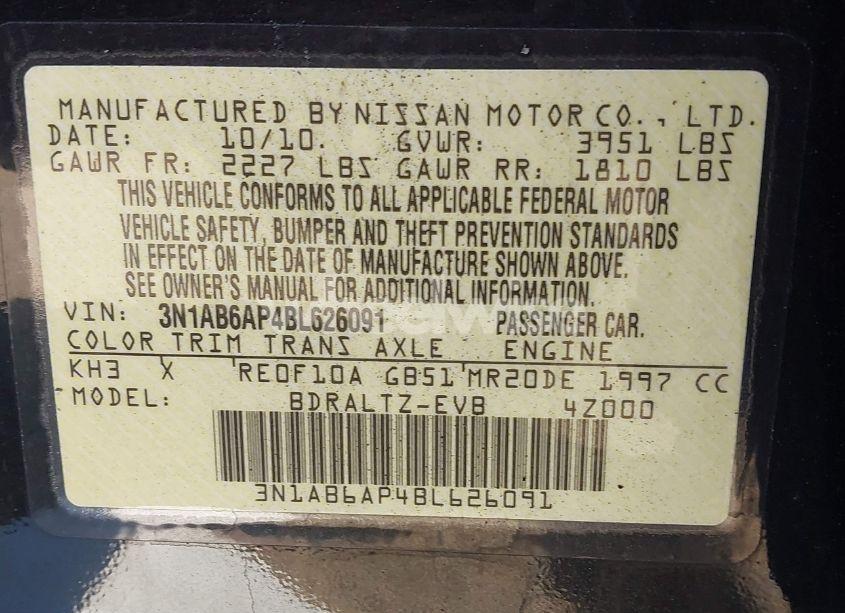 MANUFACTURED BY NISSAN MOTOR CO., LTD.
DATE: 10/10. GVWR: 3951 LBS
GAWR FR: 2227 LBS GAWR RR: 1810 LBS
THIS VEHICLE CONFORMS TO ALL APPLICABLE FEDERAL MOTOR
VEHICLE SAFETY, BUMPER AND THEFT PREVENTION STANDARDS
IN EFFECT ON THE DATE OF MANUFACTURE SHOWN ABOVE.
SEE OWNER'S MANUAL FOR ADDITIONAL INFORMATION.
VIN: 3N1AB6AP4BL626091 PASSENGER CAR.
COLOR TRIM TRANS AXLE ENGINE
KH3 X RE0F10A GB51 MR20DE 1997 CC
MODEL: BDRALTZ-EVB 4Z000
3N1AB6AP4BL626091